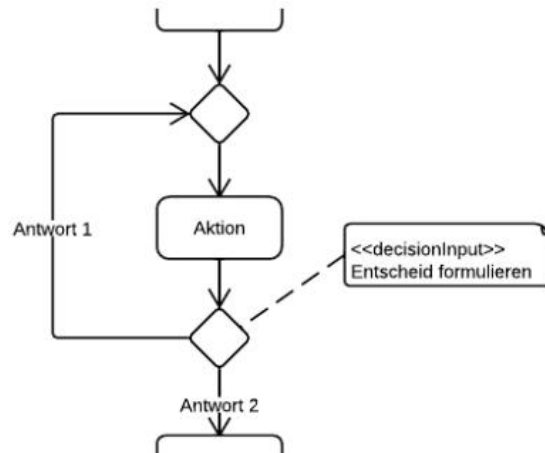 Antwort 1
Aktion
<<decisionInput>>
Entscheid formulieren
Antwort 2